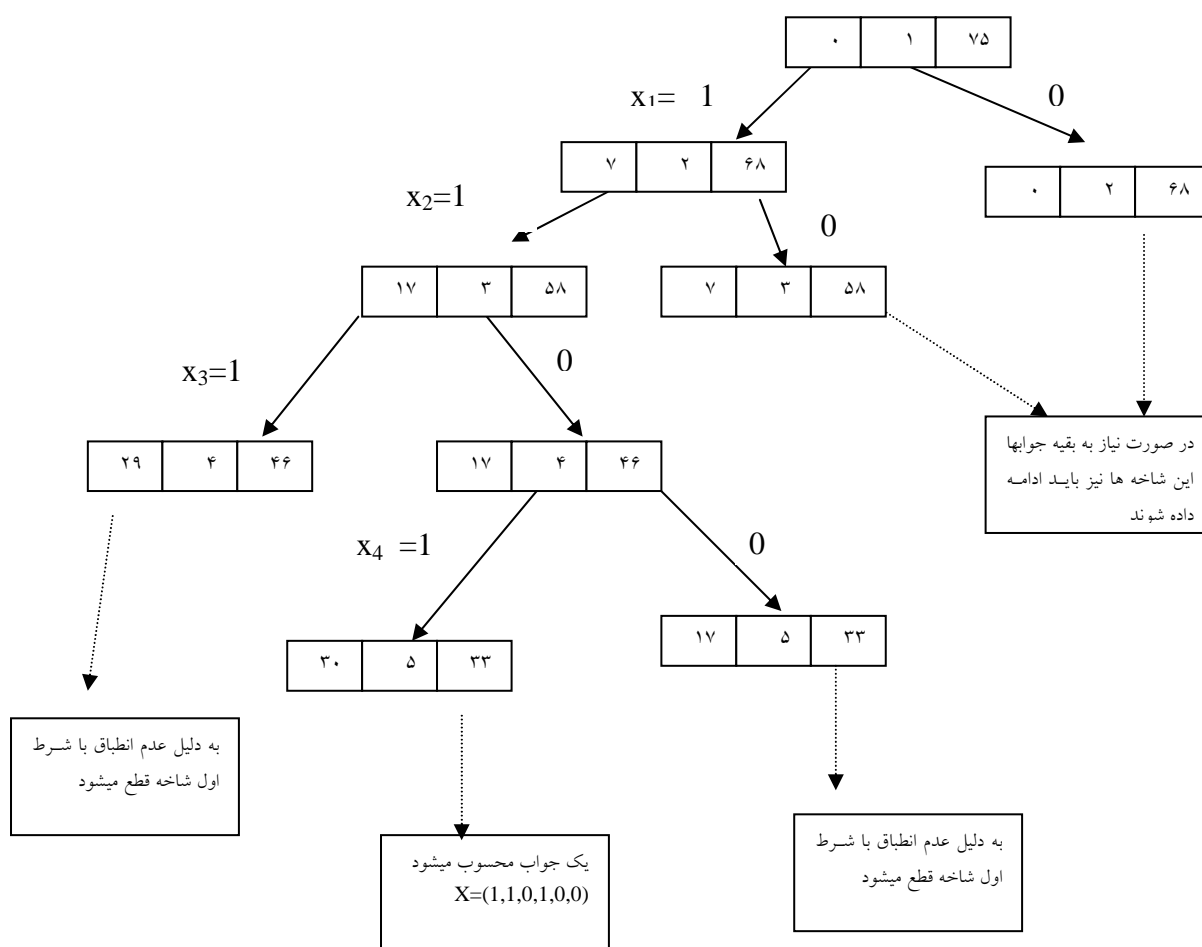 ۰ ۱ ۷۵
x₁= 1
0
۷ ۲ ۶۸
۰ ۲ ۶۸
x₂=1
0
۱۷ ۳ ۵۸
۷ ۳ ۵۸
x₃=1
0
۲۹ ۴ ۴۶
۱۷ ۴ ۴۶
در صورت نیاز به بقیه جوابها
این شاخه ها نیز بایـد ادامـه
داده شوند
x₄ =1
0
۳۰ ۵ ۳۳
۱۷ ۵ ۳۳
به دلیل عدم انطباق با شـرط
اول شاخه قطع میشود
یک جواب محسوب میشود
X=(1,1,0,1,0,0)
به دلیل عدم انطباق با شـرط
اول شاخه قطع میشود